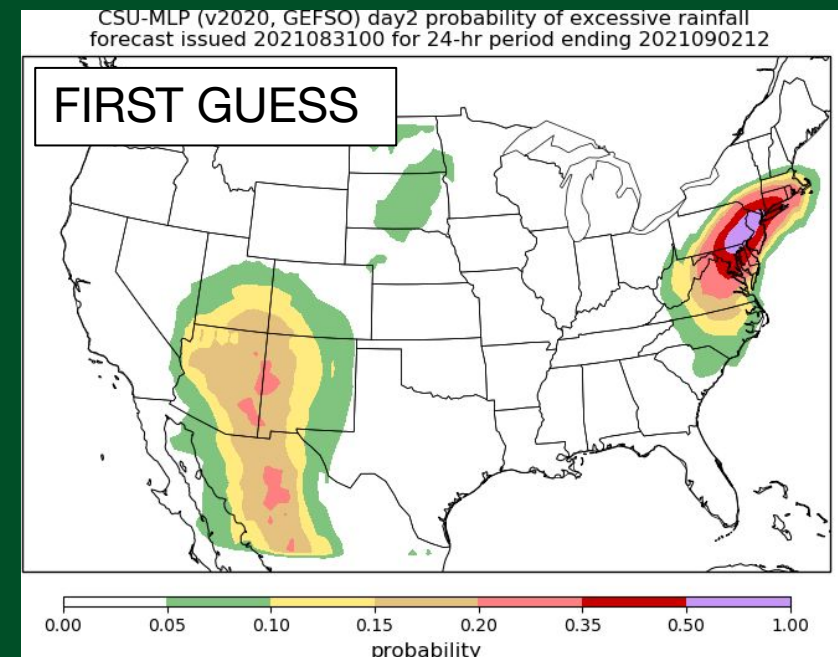 CSU-MLP (v2020, GEFSO) day2 probability of excessive rainfall
forecast issued 2021083100 for 24-hr period ending 2021090212
FIRST GUESS
0.00 0.05 0.10 0.15 0.20 0.35 0.50 1.00
probability